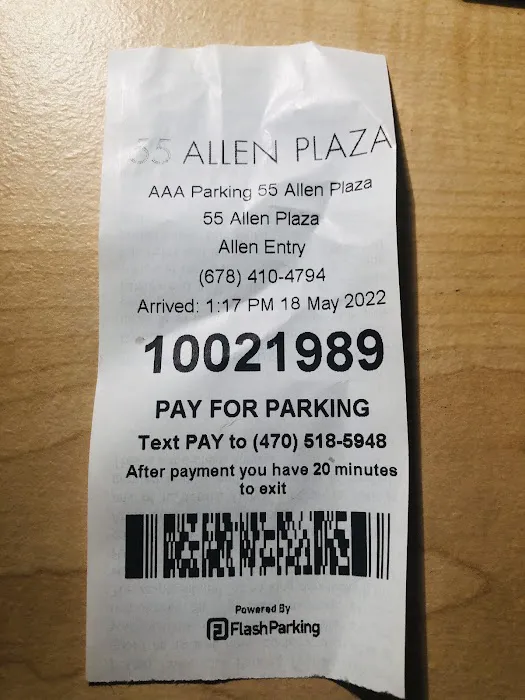 55 ALLEN PLAZA
AAA Parking 55 Allen Plaza
55 Allen Plaza
Allen Entry
(678) 410-4794
Arrived: 1:17 PM 18 May 2022
10021989
PAY FOR PARKING
Text PAY to (470) 518-5948
After payment you have 20 minutes
to exit
Powered By
FlashParking